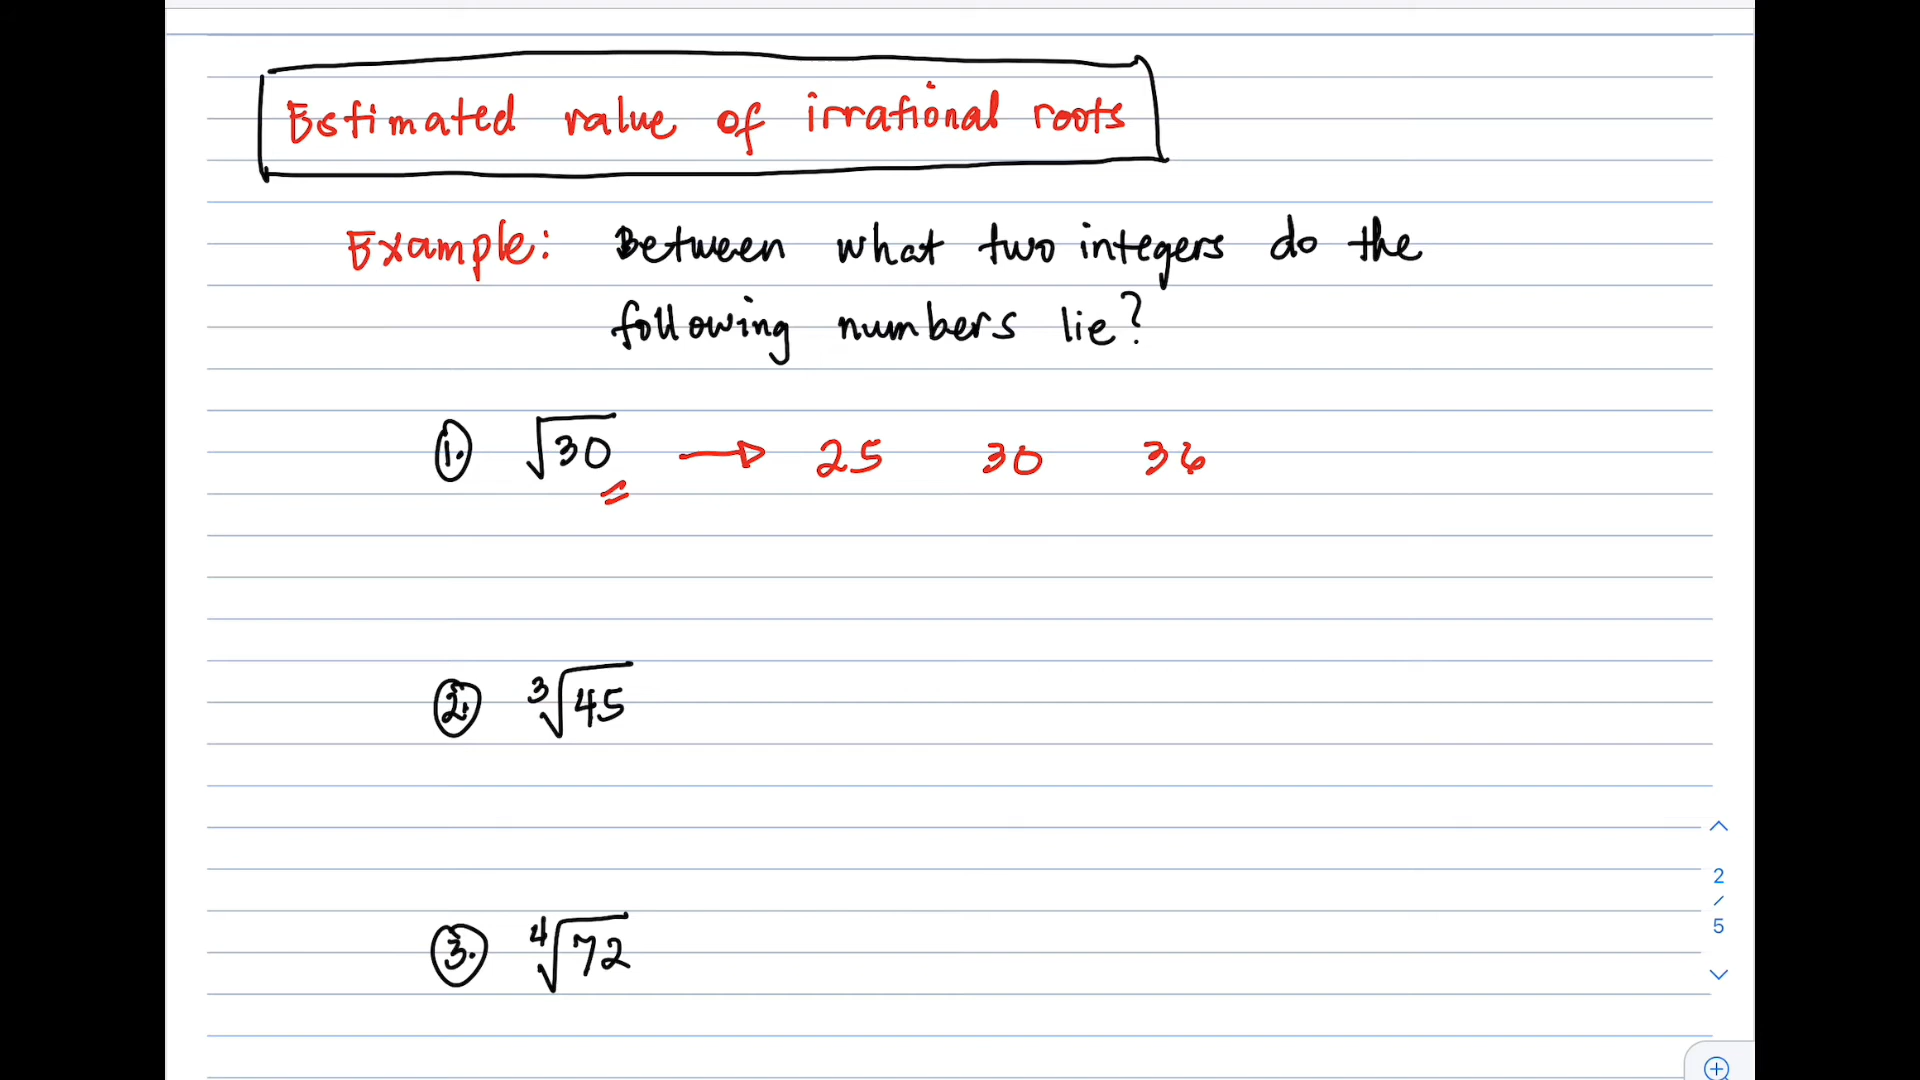 Estimated value of irrational roots
Example: Between what two integers do the
following numbers lie?
1. √30 → 25 30 36
2. ∛45
3. ∜72
2
/
5